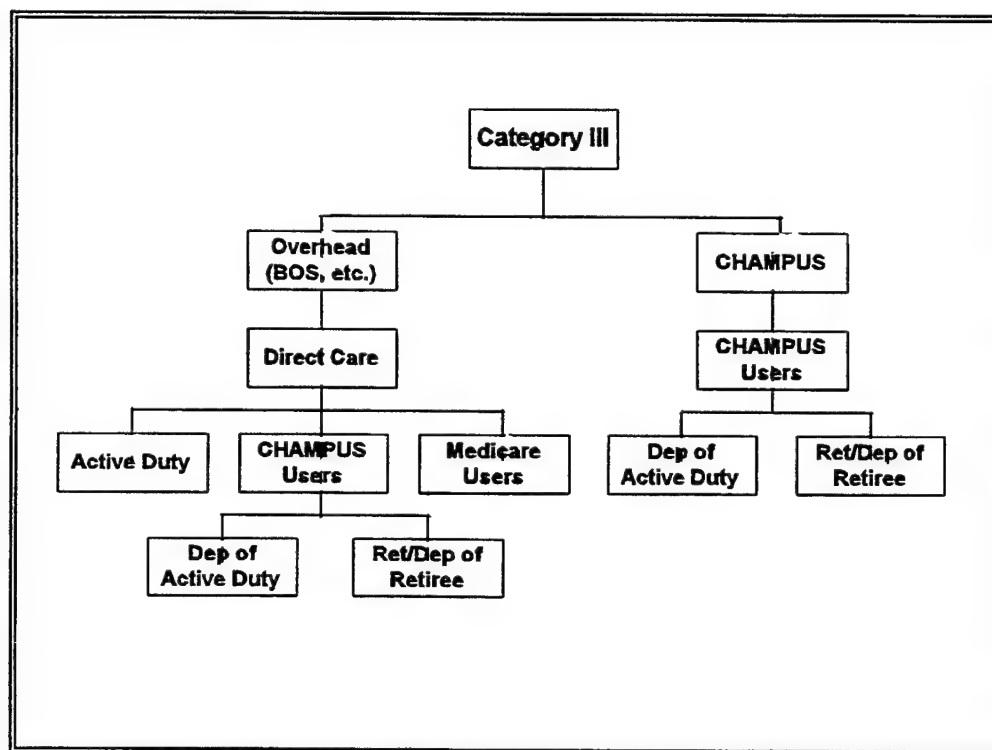 Category III
Overhead
(BOS, etc.)
CHAMPUS
Direct Care
CHAMPUS
Users
Active Duty
CHAMPUS
Users
Medicare
Users
Dep of
Active Duty
Ret/Dep of
Retiree
Dep of
Active Duty
Ret/Dep of
Retiree